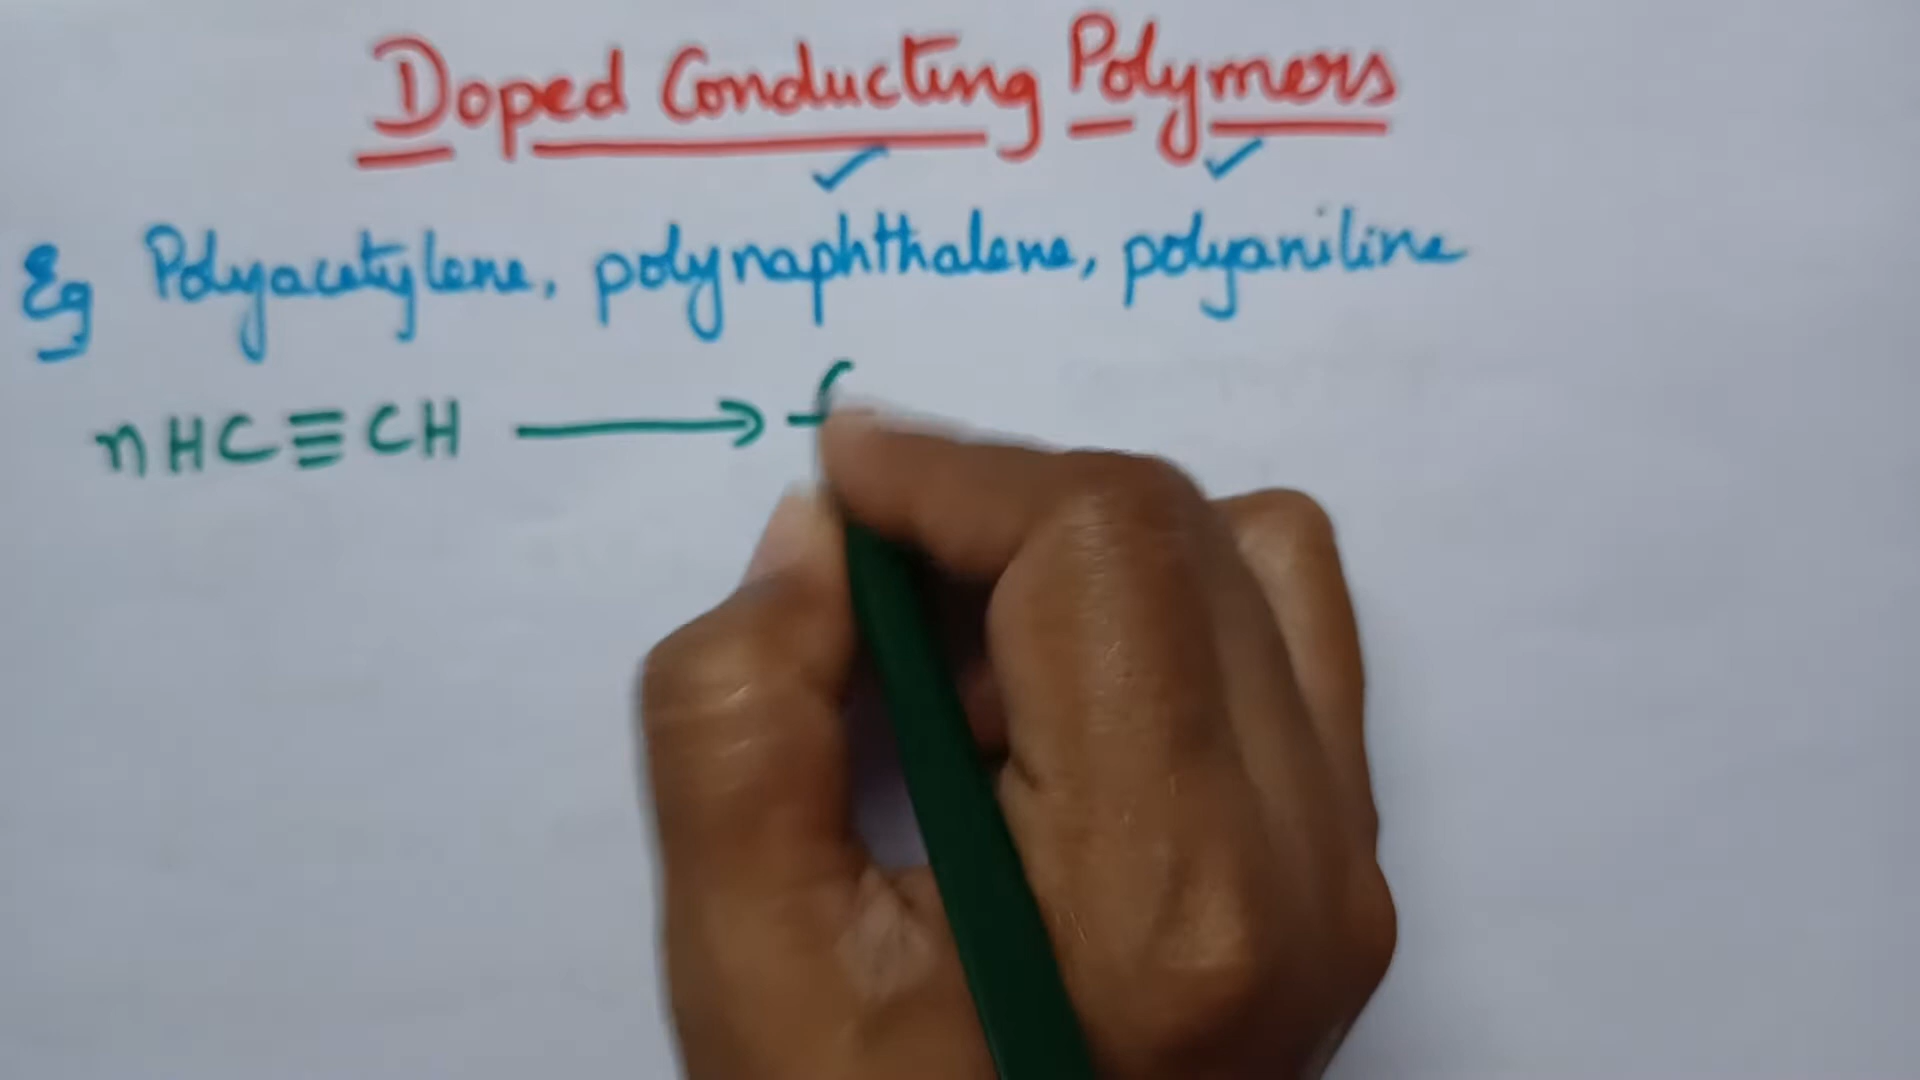 Doped Conducting Polymers
Eg Polyacetylene, polynaphthalene, polyaniline
nHC≡CH ⟶ -(